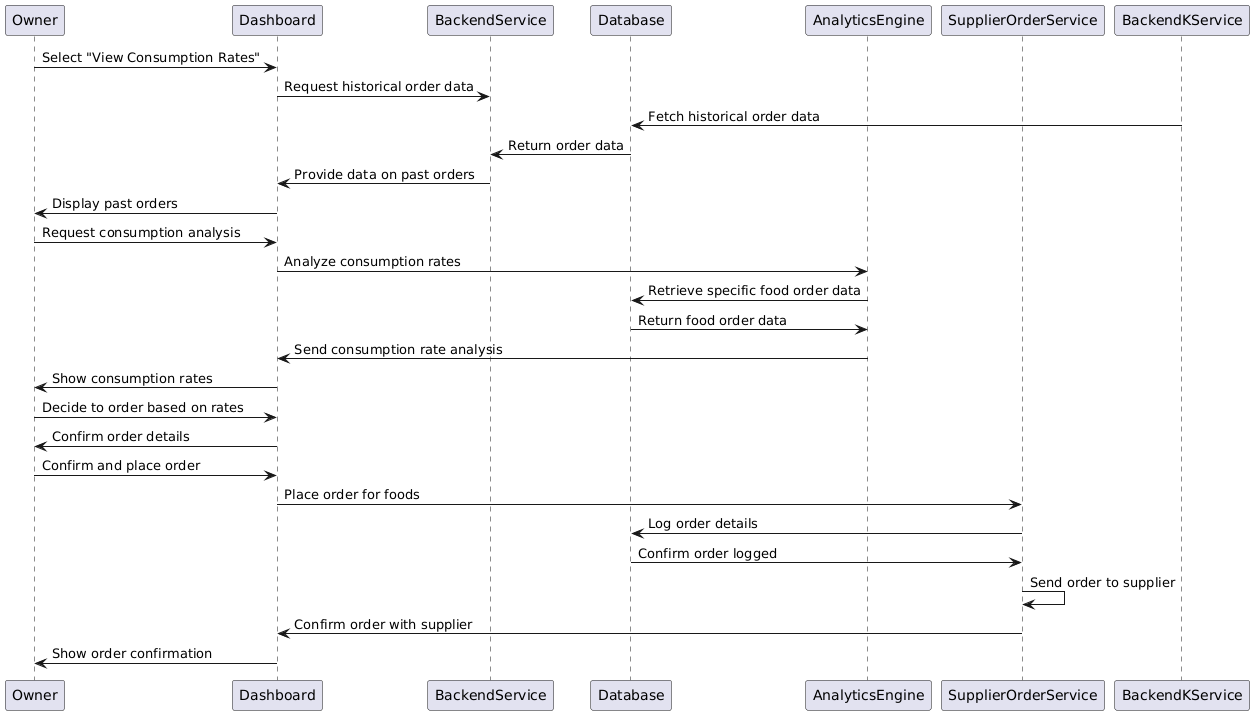 Owner Dashboard BackendService Database AnalyticsEngine SupplierOrderService BackendKService
Select "View Consumption Rates"
Request historical order data
Fetch historical order data
Return order data
Provide data on past orders
Display past orders
Request consumption analysis
Analyze consumption rates
Retrieve specific food order data
Return food order data
Send consumption rate analysis
Show consumption rates
Decide to order based on rates
Confirm order details
Confirm and place order
Place order for foods
Log order details
Confirm order logged
Send order to supplier
Confirm order with supplier
Show order confirmation
Owner Dashboard BackendService Database AnalyticsEngine SupplierOrderService BackendKService